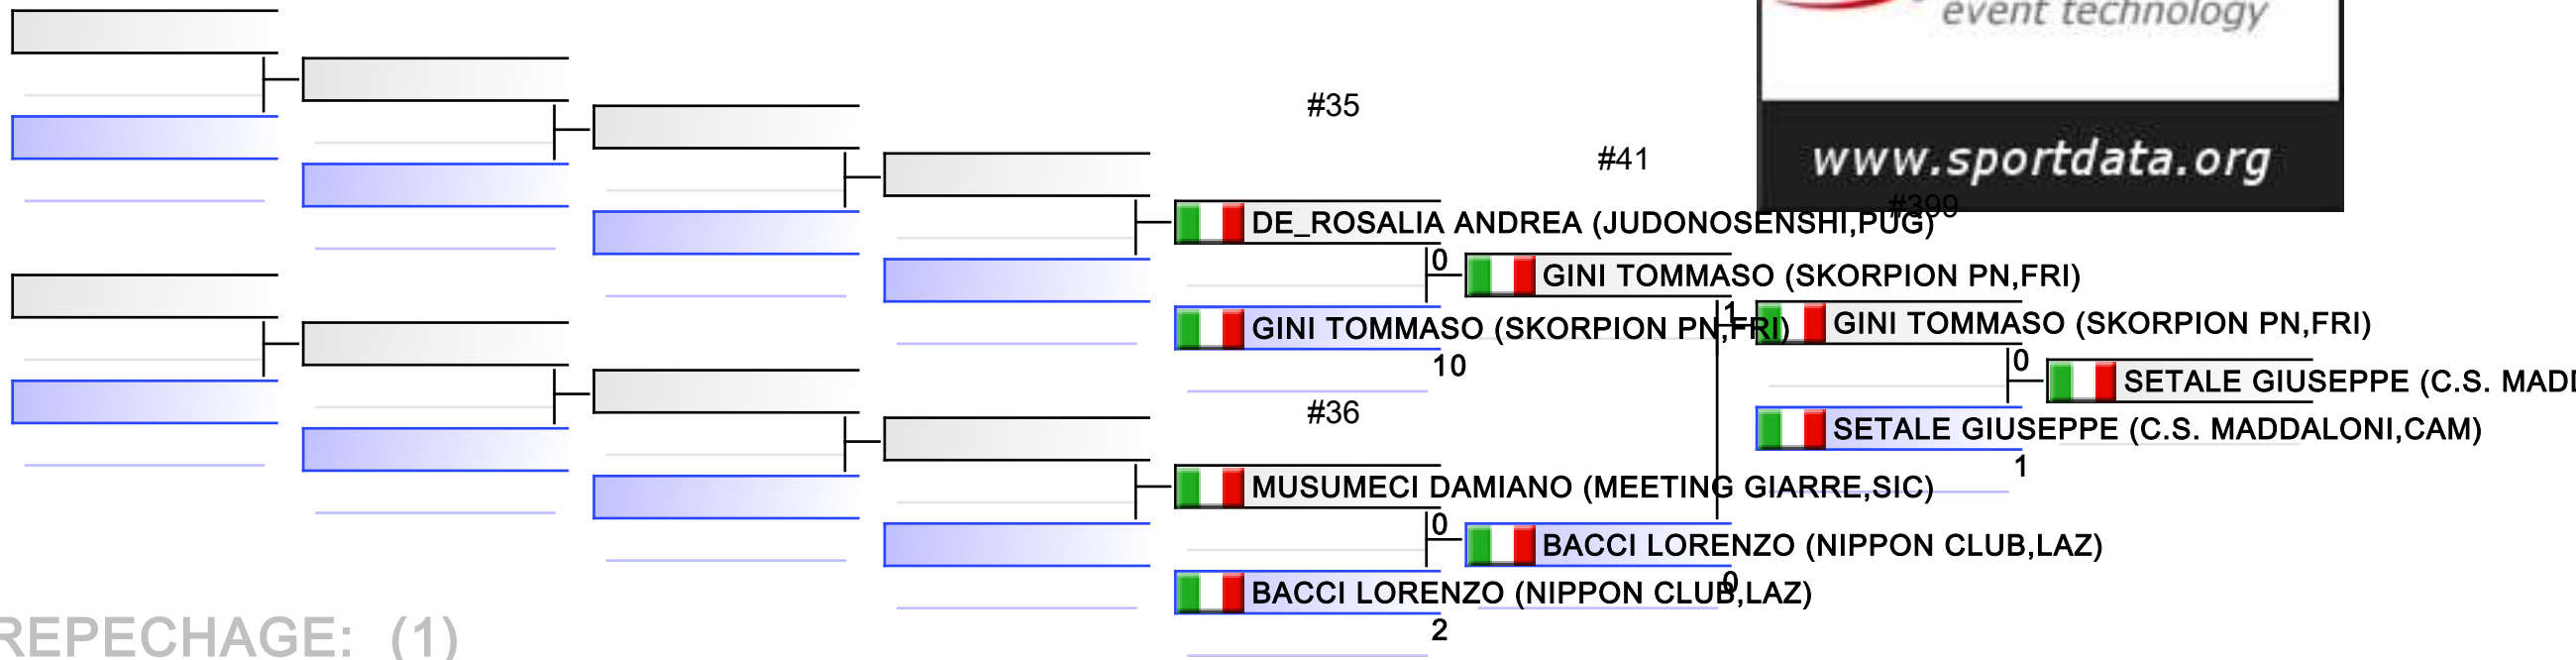 event technology
#35
#41
www.sportdata.org
#399
DE_ROSALIA ANDREA (JUDONOSENSHI,PUG)
0
GINI TOMMASO (SKORPION PN,FRI)
1
GINI TOMMASO (SKORPION PN,FRI)
GINI TOMMASO (SKORPION PN,FRI)
10
0
SETALE GIUSEPPE (C.S. MADD
#36
SETALE GIUSEPPE (C.S. MADDALONI,CAM)
1
MUSUMECI DAMIANO (MEETING GIARRE,SIC)
0
BACCI LORENZO (NIPPON CLUB,LAZ)
0
BACCI LORENZO (NIPPON CLUB,LAZ)
2
REPECHAGE: (1)